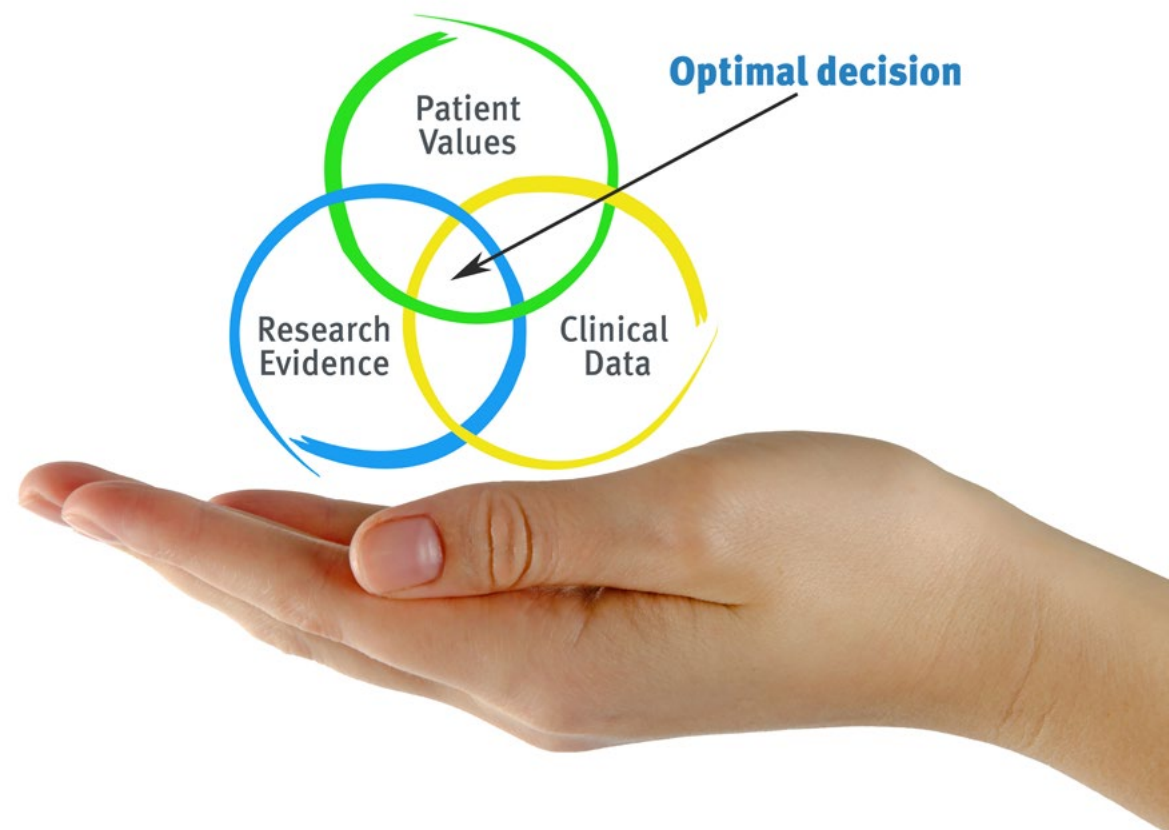 Optimal decision
Patient
Values
Research
Evidence
Clinical
Data